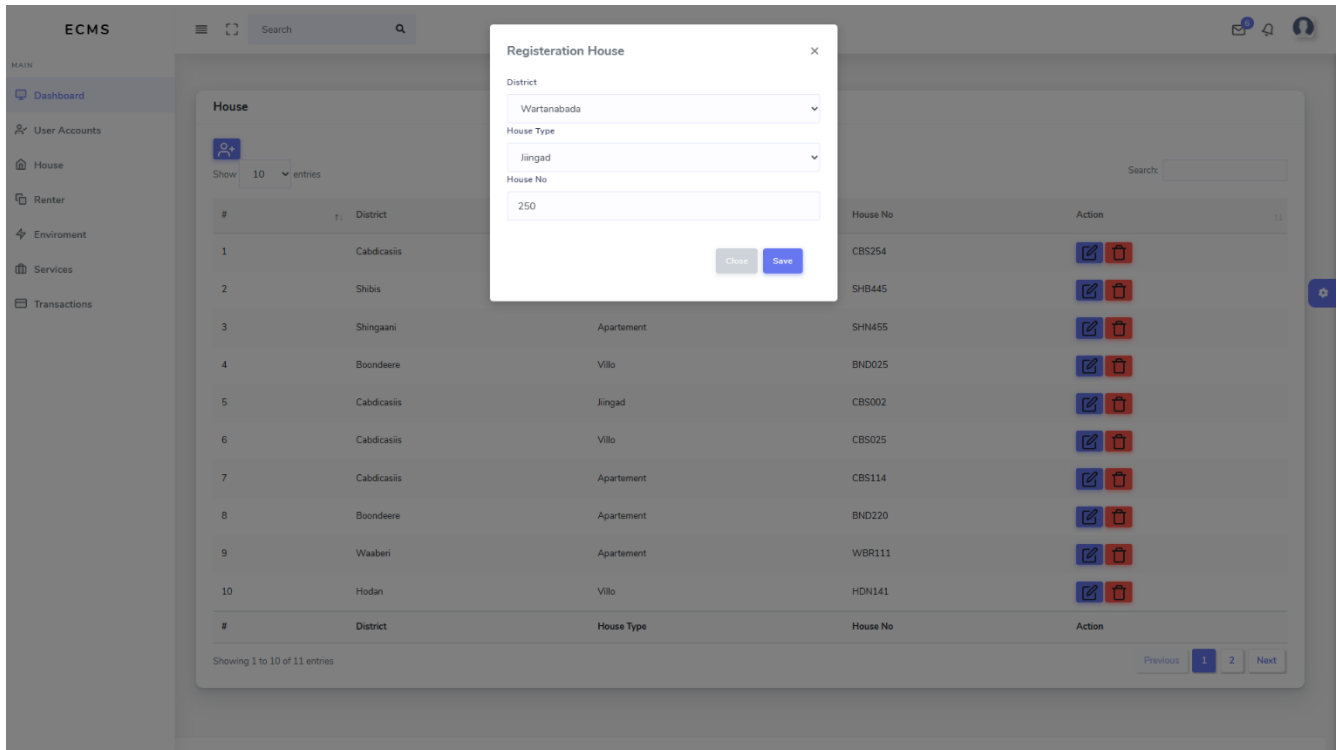 ECMS
Search
6
MAIN
Dashboard
User Accounts
House
Renter
Enviroment
Services
Transactions
Registeration House ×
District
Wartanabada
House Type
Jiingad
House No
250
Close Save
House
Show 10 entries
Search:
# District House No Action
1 Cabdicasiis CBS254
2 Shibis SHB445
3 Shingaani Apartement SHN455
4 Boondeere Villo BND025
5 Cabdicasiis Jiingad CBS002
6 Cabdicasiis Villo CBS025
7 Cabdicasiis Apartement CBS114
8 Boondeere Apartement BND220
9 Waaberi Apartement WBR111
10 Hodan Villo HDN141
# District House Type House No Action
Showing 1 to 10 of 11 entries
Previous 1 2 Next